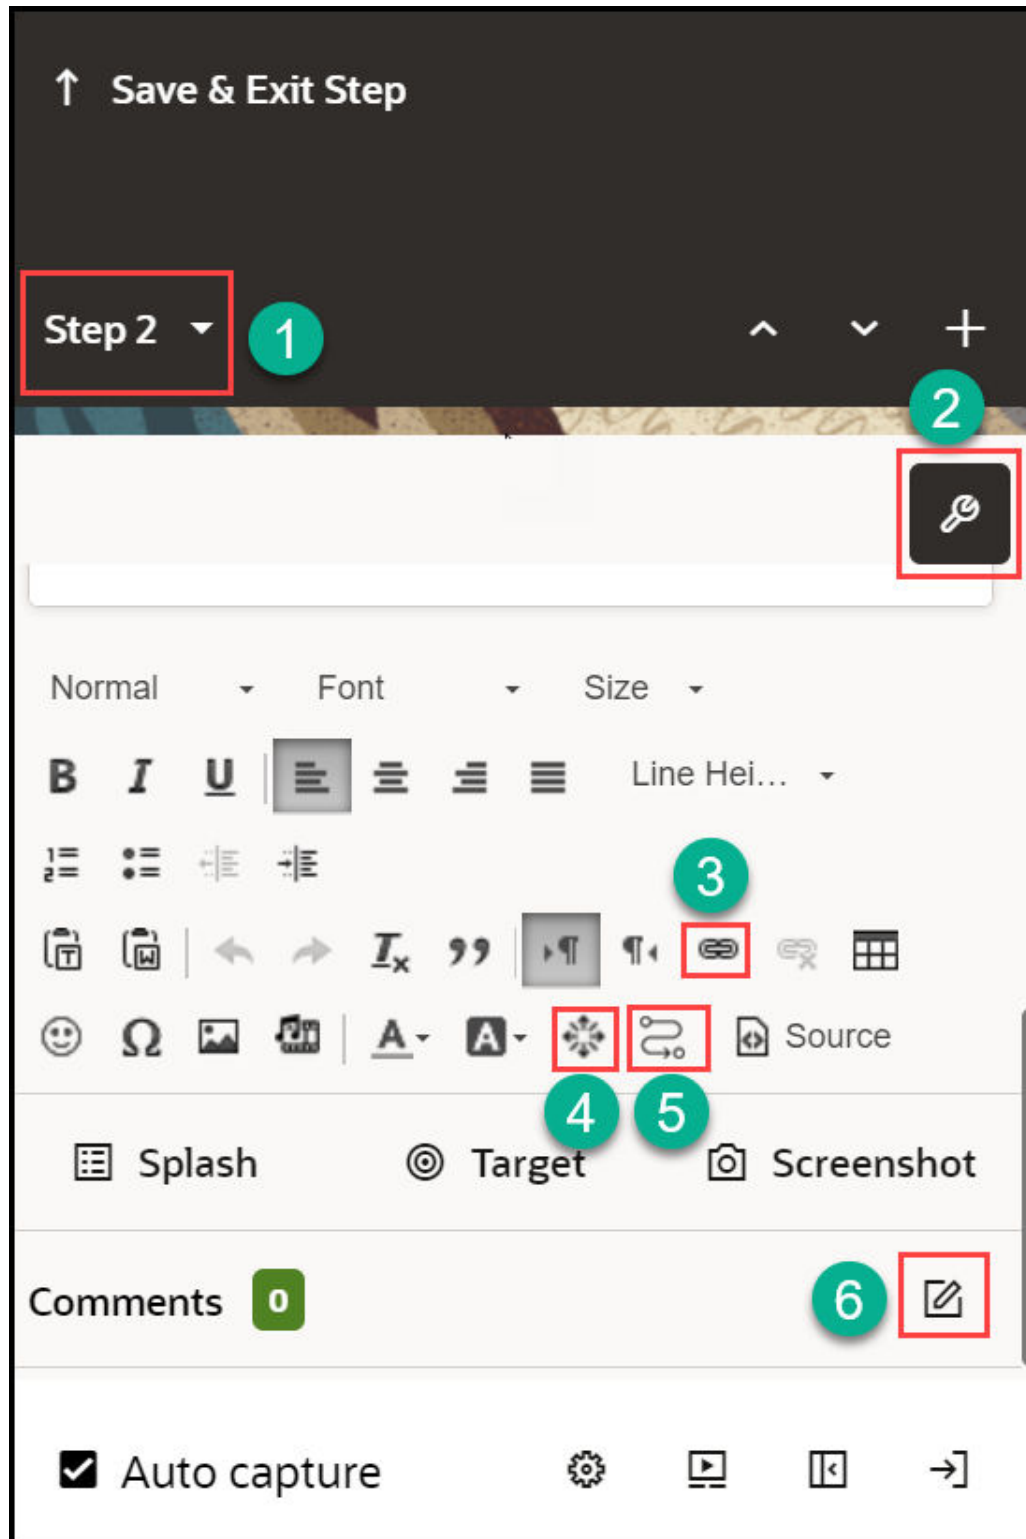 Save & Exit Step
Step 2
1
2
Normal Font Size
B I U Line Hei...
3
Source
4 5
Splash Target Screenshot
Comments 0 6
Auto capture